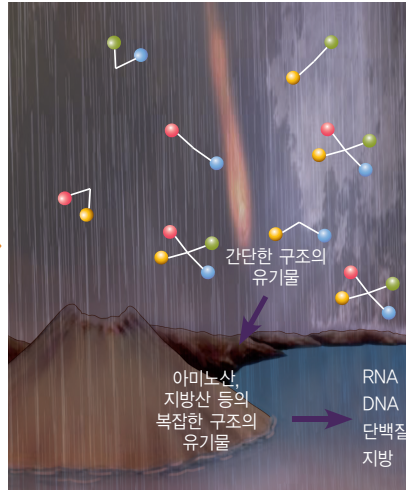 간단한 구조의
유기물
아미노산,
지방산 등의
복잡한 구조의
유기물
RNA
DNA
단백질
지방